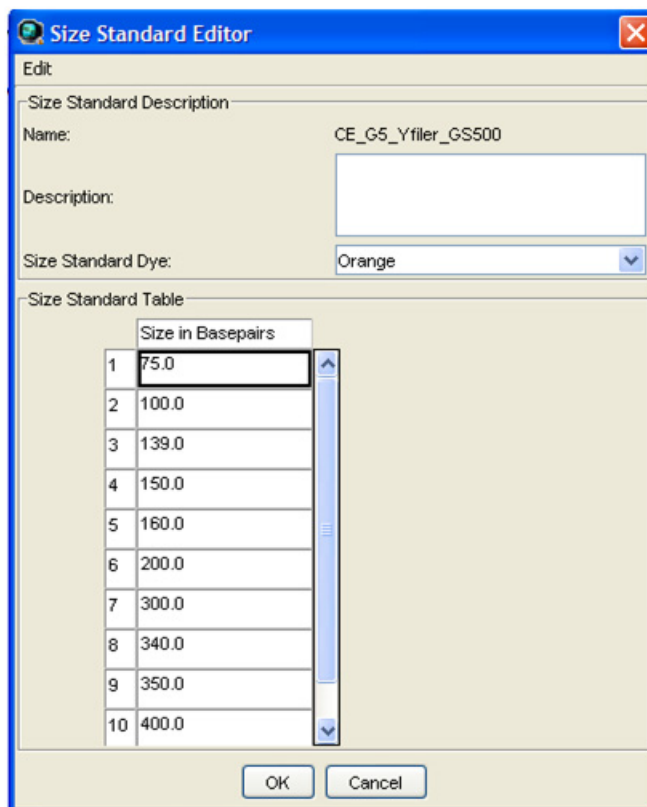 Size Standard Editor
Edit
Size Standard Description
Name: CE_G5_Yfiler_GS500
Description:
Size Standard Dye: Orange
Size Standard Table
Size in Basepairs
1 75.0
2 100.0
3 139.0
4 150.0
5 160.0
6 200.0
7 300.0
8 340.0
9 350.0
10 400.0
OK Cancel